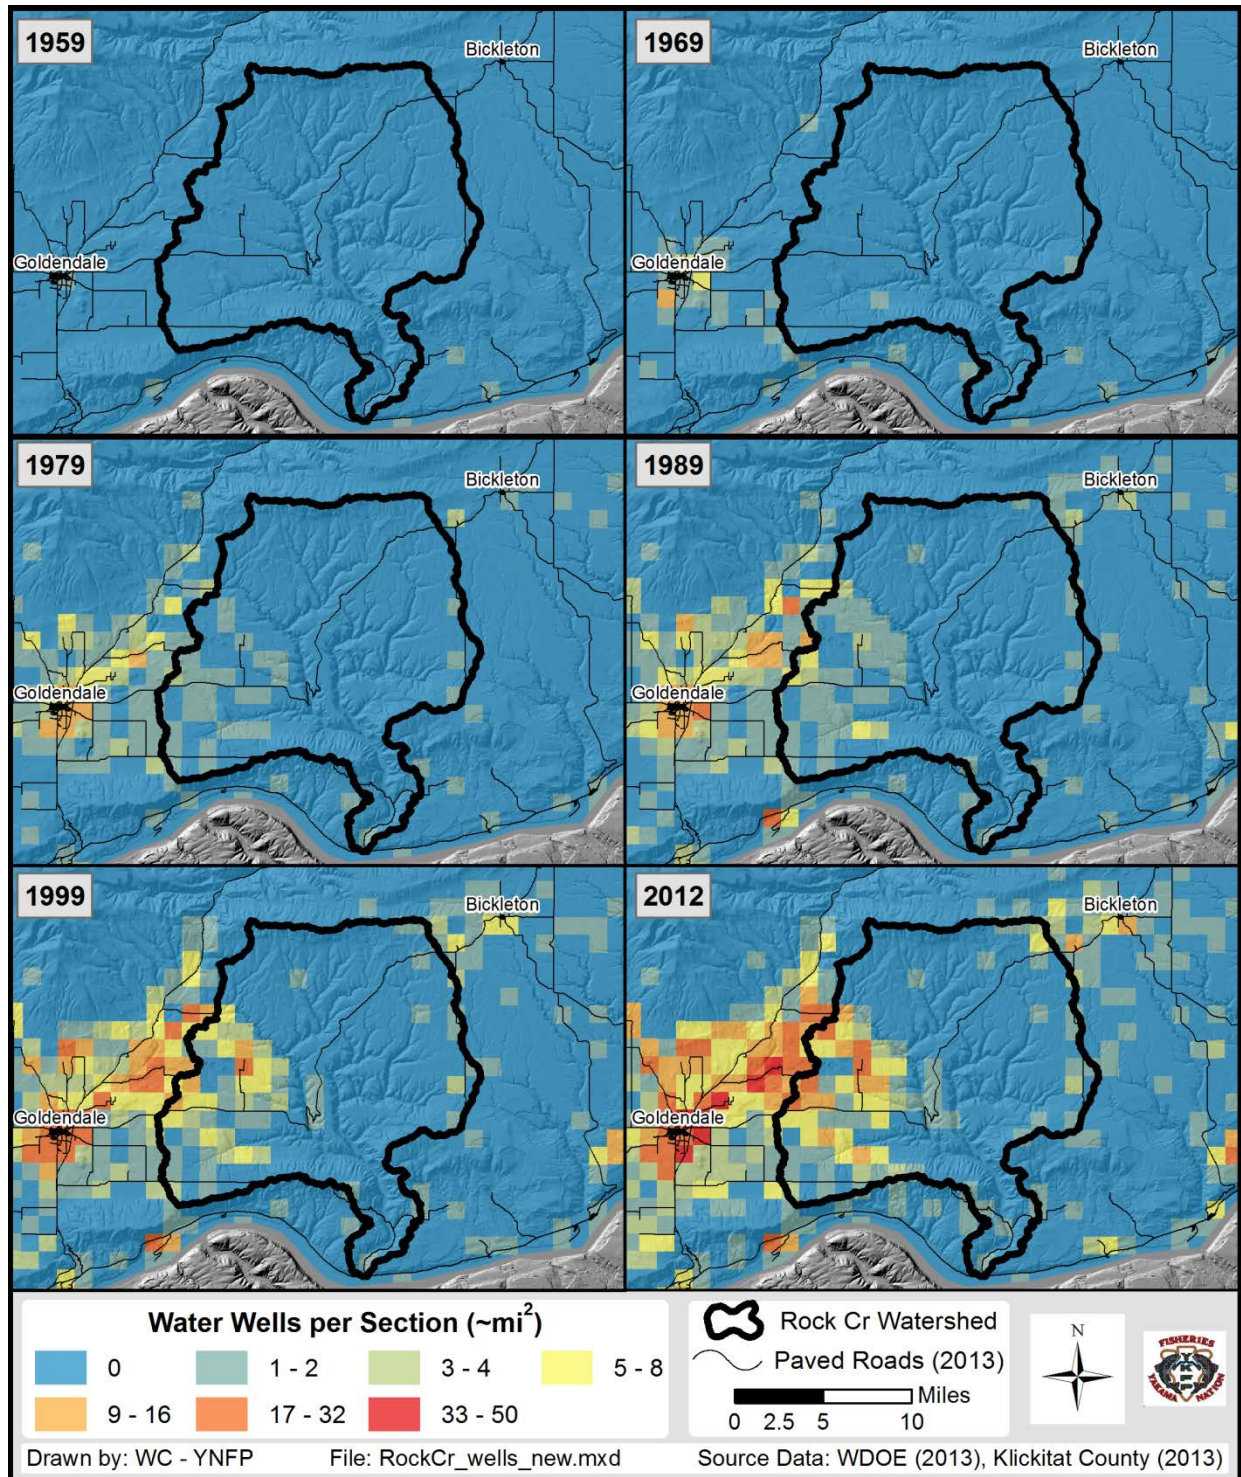 1959
Bickleton
Goldendale
1969
Bickleton
Goldendale
1979
Bickleton
Goldendale
1989
Bickleton
Goldendale
1999
Bickleton
Goldendale
2012
Bickleton
Goldendale
Water Wells per Section (~mi²)
0
1 - 2
3 - 4
5 - 8
9 - 16
17 - 32
33 - 50
Rock Cr Watershed
Paved Roads (2013)
Miles
0 2.5 5 10
N
FISHERIES
YKFP
YAKAMA NATION
Drawn by: WC - YNFP File: RockCr_wells_new.mxd Source Data: WDOE (2013), Klickitat County (2013)